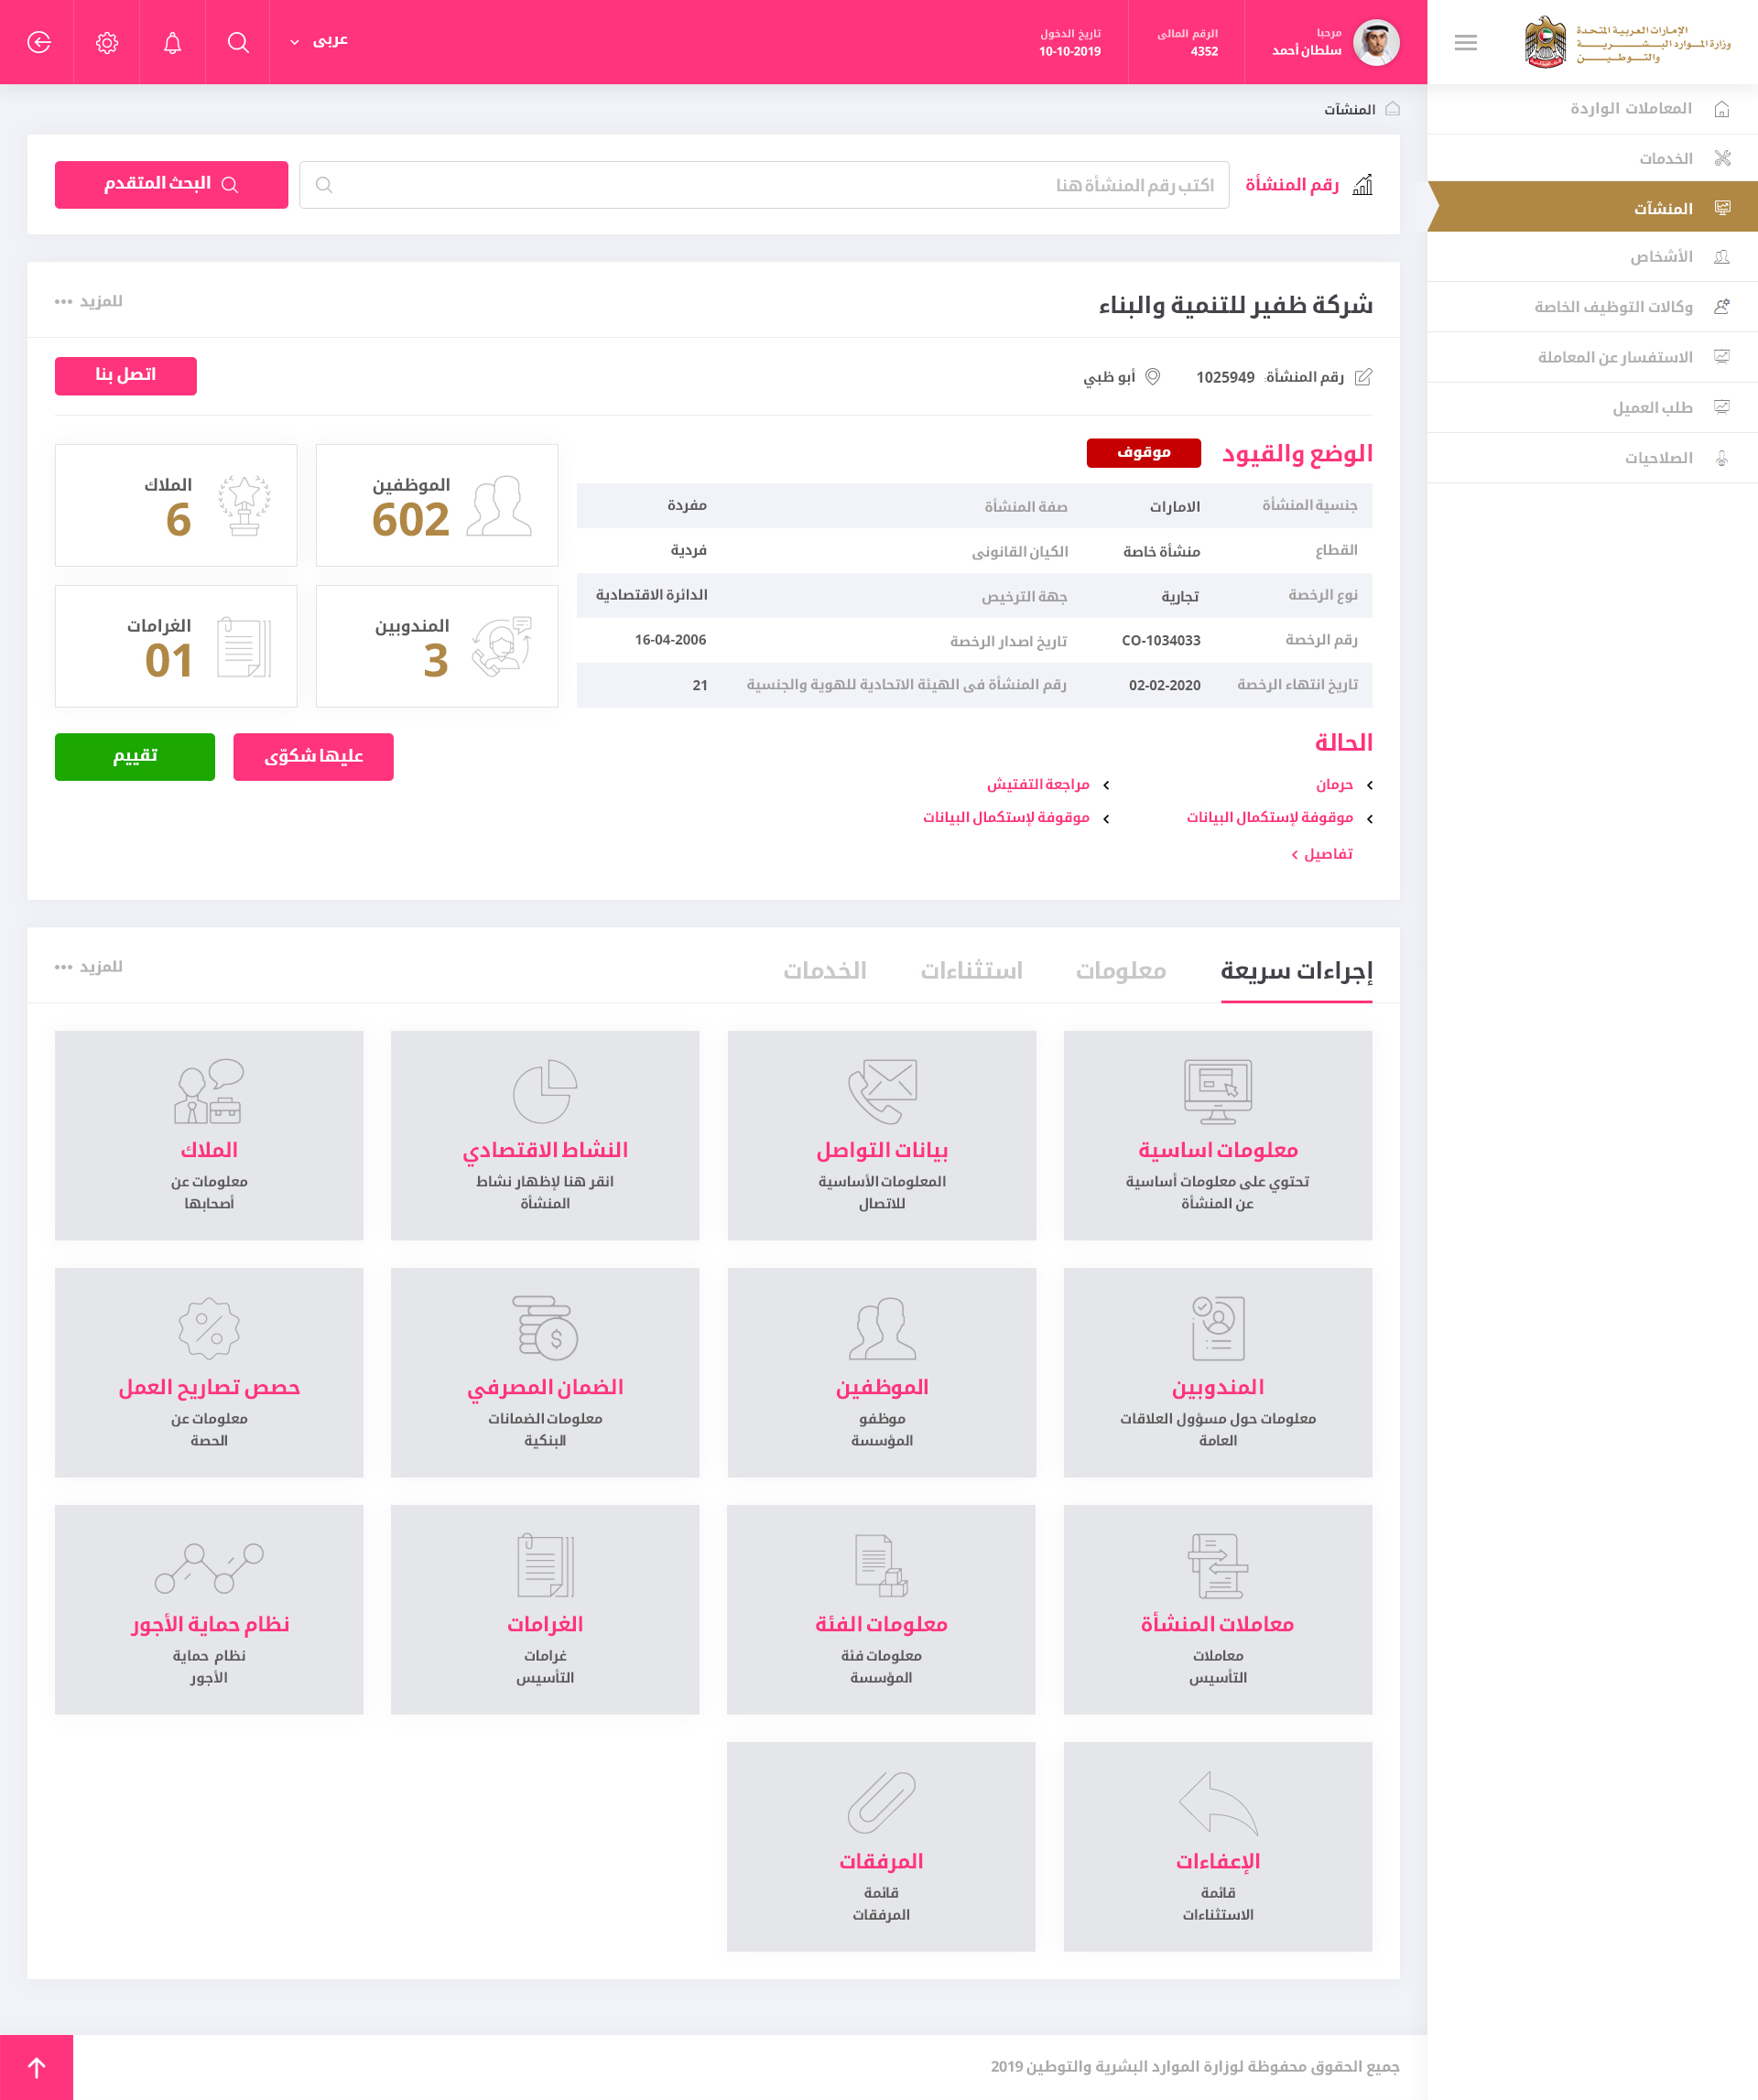 الإمارات العربية المتحدة
وزارة المـوارد البـشـــريـــة
والتـــوطـيـــــن
مرحبا
سلطان أحمد
الرقم المالى
4352
تاريخ الدخول
10-10-2019
عربى
المعاملات الواردة
الخدمات
المنشآت
الأشخاص
وكالات التوظيف الخاصة
الاستفسار عن المعاملة
طلب العميل
الصلاحيات
المنشآت
رقم المنشأة
اكتب رقم المنشأة هنا
البحث المتقدم
شركة ظفير للتنمية والبناء
للمزيد
رقم المنشأة: 1025949
أبو ظبي
اتصل بنا
الوضع والقيود
موقوف
جنسية المنشأة الامارات صفة المنشأة مفردة
القطاع منشأة خاصة الكيان القانونى فردية
نوع الرخصة تجارية جهة الترخيص الدائرة الاقتصادية
رقم الرخصة CO-1034033 تاريخ اصدار الرخصة 16-04-2006
تاريخ انتهاء الرخصة 02-02-2020 رقم المنشأة فى الهيئة الاتحادية للهوية والجنسية 21
الموظفين
602
الملاك
6
المندوبين
3
الغرامات
01
عليها شكوّى
تقييم
الحالة
حرمان
مراجعة التفتيش
موقوفة لإستكمال البيانات
موقوفة لإستكمال البيانات
تفاصيل
إجراءات سريعة
معلومات
استثناءات
الخدمات
للمزيد
معلومات اساسية
تحتوي على معلومات أساسية
عن المنشأة
بيانات التواصل
المعلومات الأساسية
للاتصال
النشاط الاقتصادي
انقر هنا لإظهار نشاط
المنشأة
الملاك
معلومات عن
أصحابها
المندوبين
معلومات حول مسؤول العلاقات
العامة
الموظفين
موظفو
المؤسسة
الضمان المصرفي
معلومات الضمانات
البنكية
حصص تصاريح العمل
معلومات عن
الحصة
معاملات المنشأة
معاملات
التأسيس
معلومات الفئة
معلومات فئة
المؤسسة
الغرامات
غرامات
التأسيس
نظام حماية الأجور
نظام حماية
الأجور
الإعفاءات
قائمة
الاستثناءات
المرفقات
قائمة
المرفقات
جميع الحقوق محفوظة لوزارة الموارد البشرية والتوطين 2019